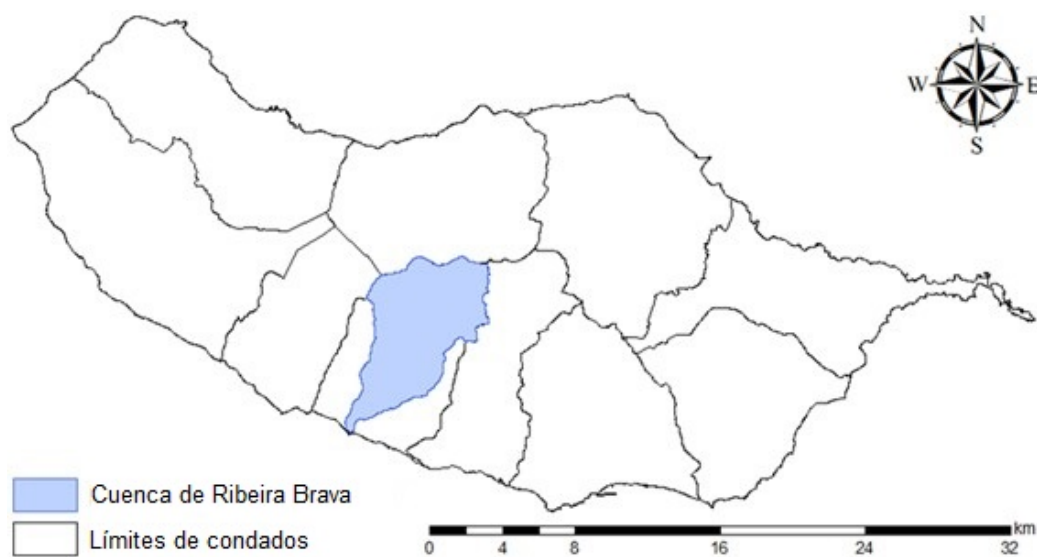 N
W E
S
Cuenca de Ribeira Brava
Límites de condados
km
0 4 8 16 24 32